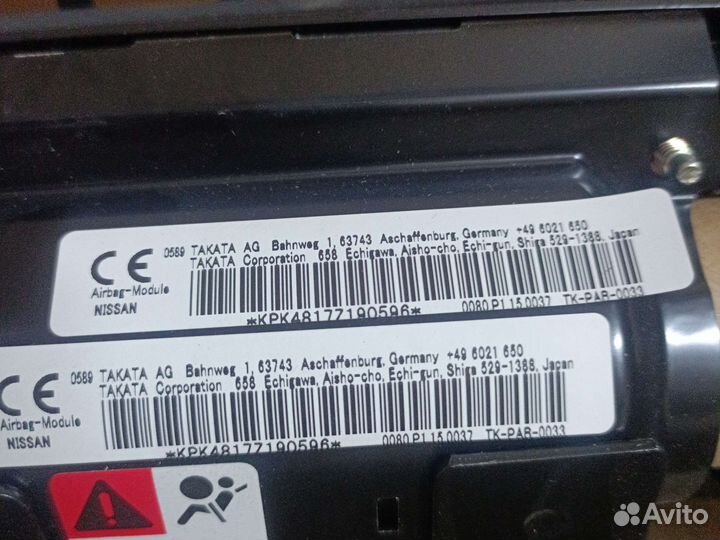 CE 0589 TAKATA AG Bahnweg 1, 63743 Aschaffenburg, Germany +49 6021 650
TAKATA Corporation 658 Echigawa, Aisho-cho, Echi-gun, Shiga 529-1388, Japan
Airbag-Module
NISSAN
*KPK48177190596* 0080 P1 15.0037 TK-PAB-0033
CE 0589 TAKATA AG Bahnweg 1, 63743 Aschaffenburg, Germany +49 6021 650
TAKATA Corporation 658 Echigawa, Aisho-cho, Echi-gun, Shiga 529-1388, Japan
Airbag-Module
NISSAN
*KPK48177190596* 0080 P1 15.0037 TK-PAB-0033
Avito